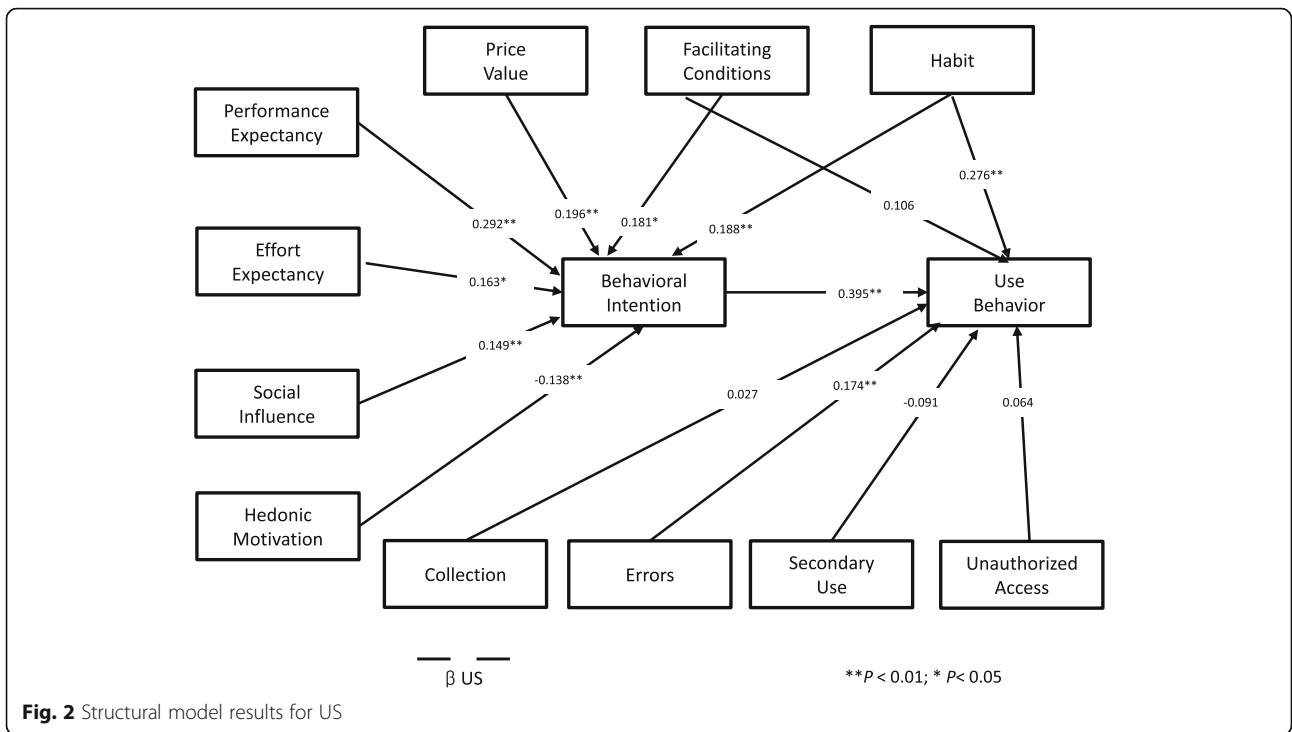 Price
Value
Facilitating
Conditions
Habit
Performance
Expectancy
0.276**
0.106
0.196**
0.181*
0.292**
0.188**
Effort
Expectancy
0.163*
Behavioral
Intention
0.395**
Use
Behavior
0.149**
-0.138**
Social
Influence
0.027
0.174**
-0.091
0.064
Hedonic
Motivation
Collection
Errors
Secondary
Use
Unauthorized
Access
β US
**P < 0.01; * P< 0.05
Fig. 2 Structural model results for US